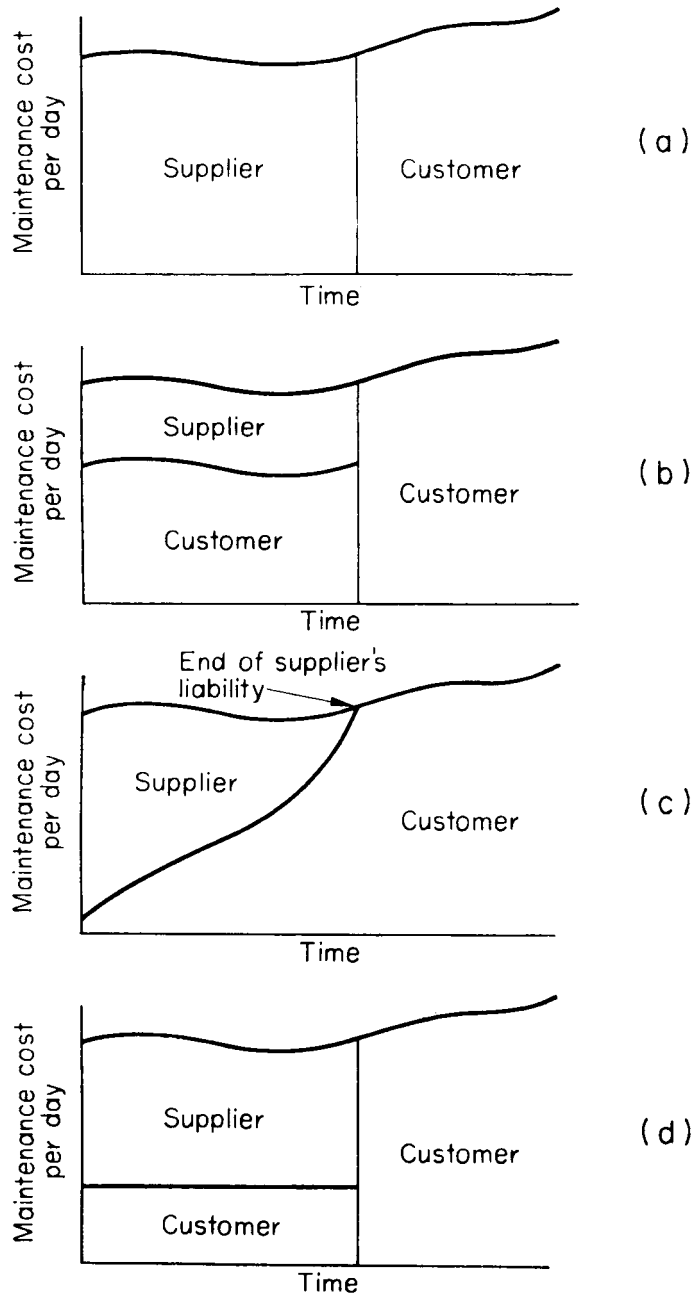 Maintenance cost
per day
Supplier
Customer
(a)
Time
Maintenance cost
per day
Supplier
Customer
Customer
(b)
Time
End of supplier's
liability
Maintenance cost
per day
Supplier
Customer
(c)
Time
Maintenance cost
per day
Supplier
Customer
Customer
(d)
Time